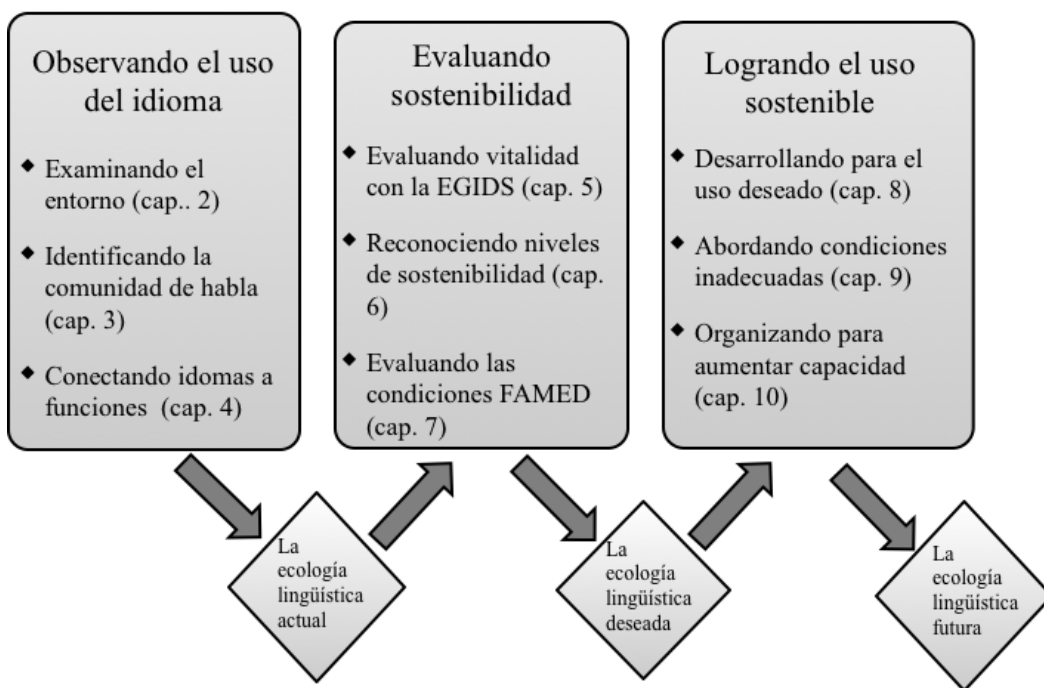 Observando el uso
del idioma
Examinando el
entorno (cap.. 2)
Identificando la
comunidad de habla
(cap. 3)
Conectando idomas a
funciones (cap. 4)
Evaluando
sostenibilidad
Evaluando vitalidad
con la EGIDS (cap. 5)
Reconociendo niveles
de sostenibilidad (cap.
6)
Evaluando las
condiciones FAMED
(cap. 7)
Logrando el uso
sostenible
Desarrollando para el
uso deseado (cap. 8)
Abordando condiciones
inadecuadas (cap. 9)
Organizando para
aumentar capacidad
(cap. 10)
La
ecología
lingüística
actual
La
ecología
lingüística
deseada
La
ecología
lingüística
futura